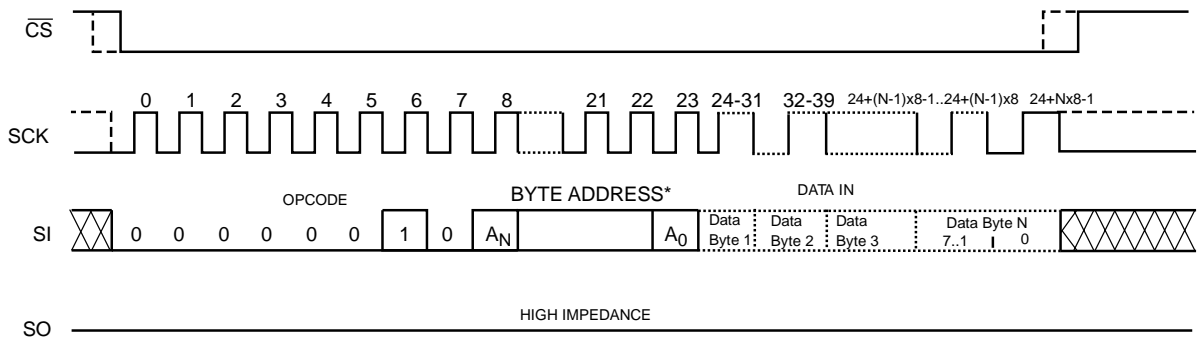 CS
0 1 2 3 4 5 6 7 8 21 22 23 24-31 32-39 24+(N-1)x8-1..24+(N-1)x8 24+Nx8-1
SCK
OPCODE BYTE ADDRESS* DATA IN
SI 0 0 0 0 0 0 1 0 AN A0 Data Byte 1 Data Byte 2 Data Byte 3 Data Byte N 7..1 0
HIGH IMPEDANCE
SO